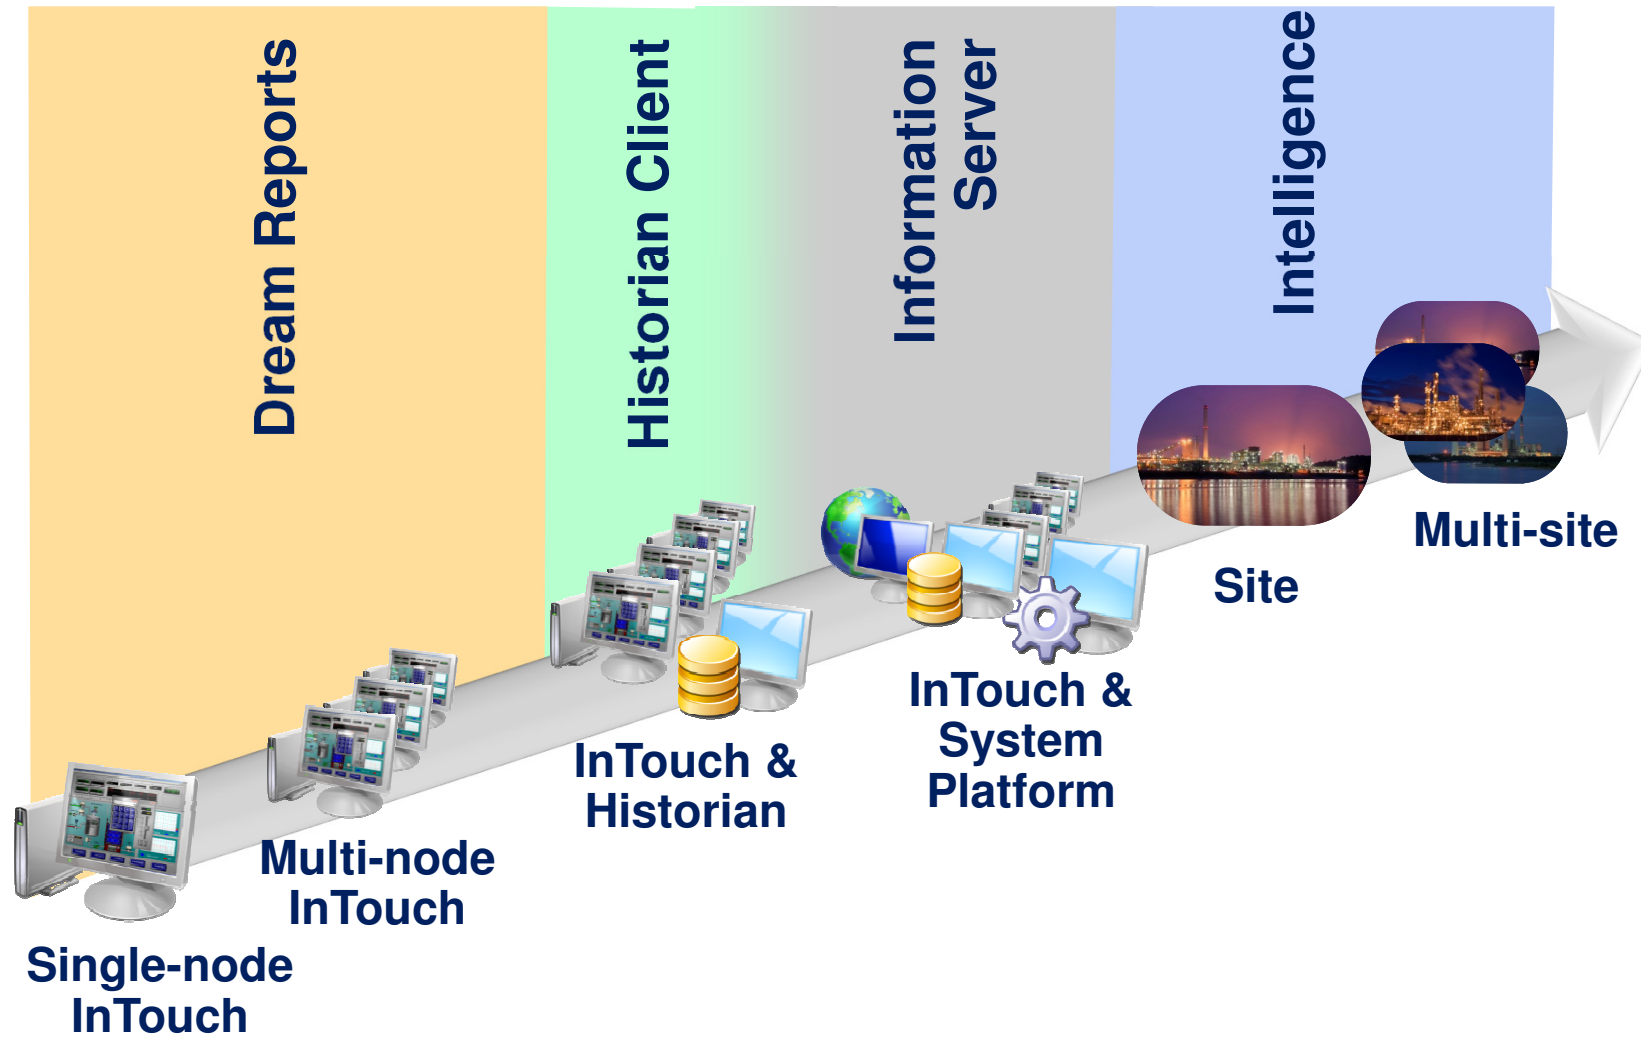 Dream Reports
Historian Client
Information
Server
Intelligence
Single-node
InTouch
Multi-node
InTouch
InTouch &
Historian
InTouch &
System
Platform
Site
Multi-site